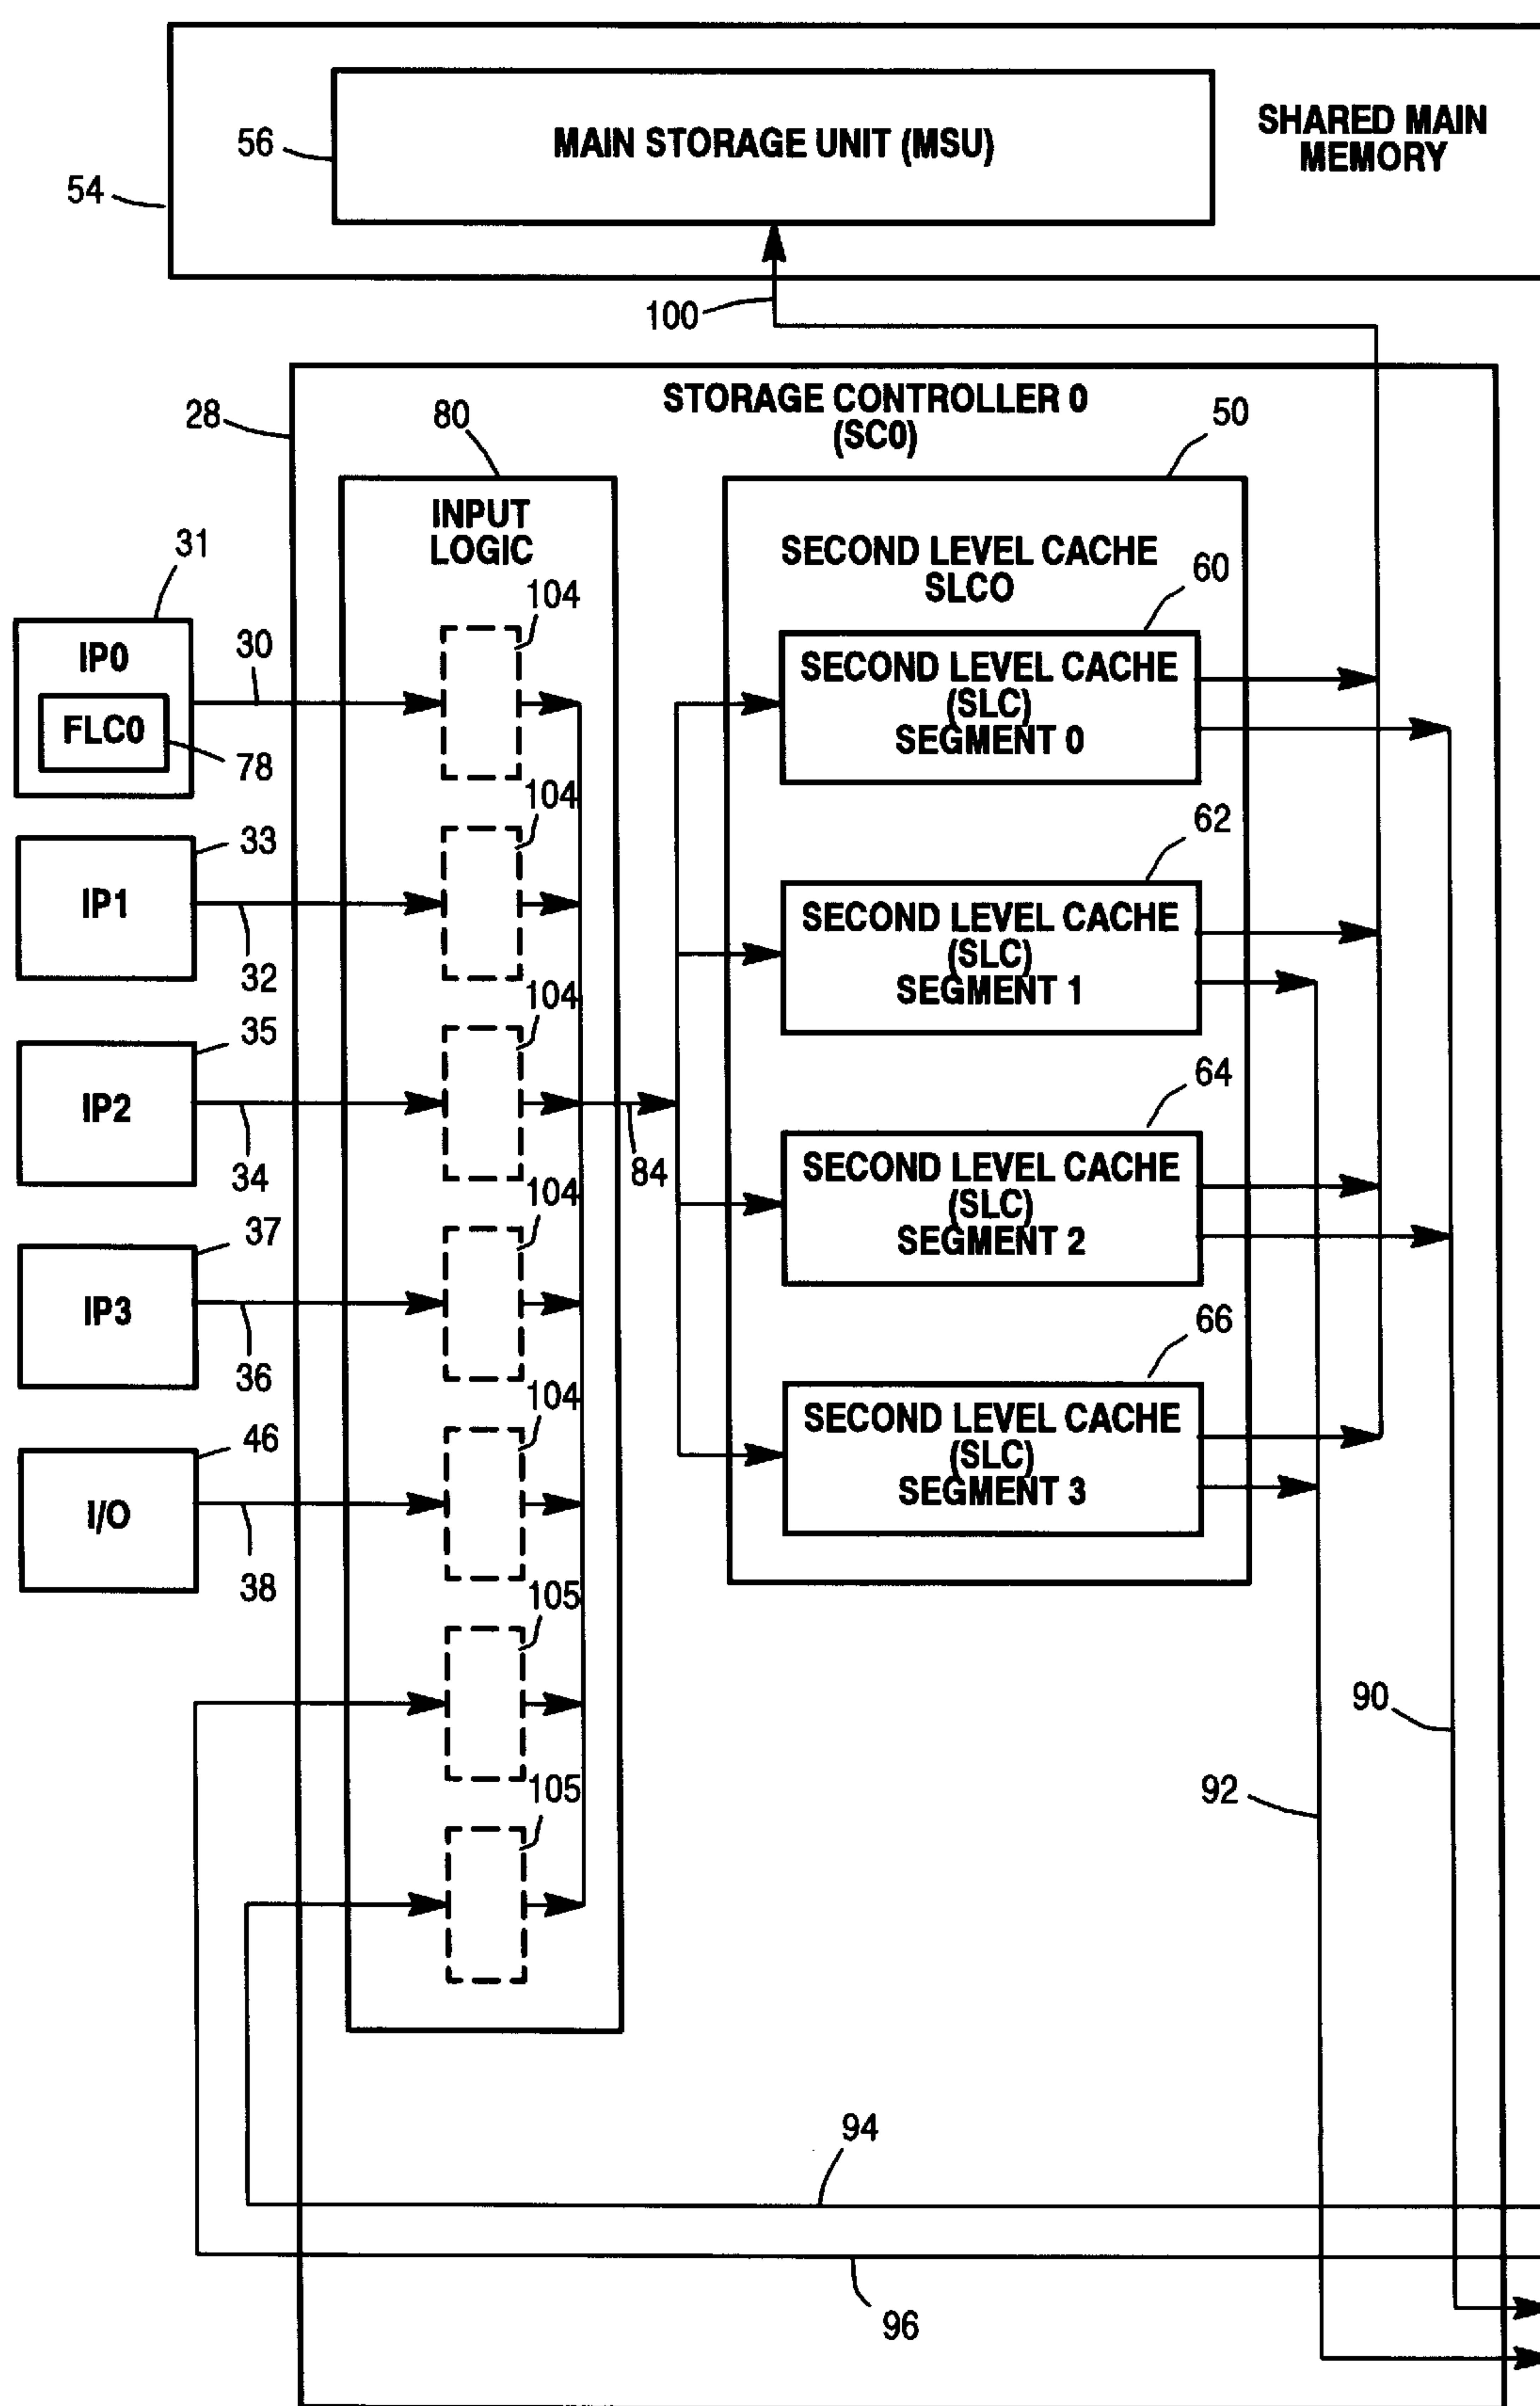 SHARED MAIN
MEMORY
MAIN STORAGE UNIT (MSU)
56
54
100
STORAGE CONTROLLER 0
(SC0)
28
80
50
INPUT
LOGIC
SECOND LEVEL CACHE
SLCO
31
104
60
IP0
FLC0
78
30
SECOND LEVEL CACHE
(SLC)
SEGMENT 0
104
62
33
IP1
32
SECOND LEVEL CACHE
(SLC)
SEGMENT 1
104
35
64
IP2
34
84
SECOND LEVEL CACHE
(SLC)
SEGMENT 2
104
37
66
IP3
36
104
SECOND LEVEL CACHE
(SLC)
SEGMENT 3
46
I/O
38
105
90
105
92
94
96